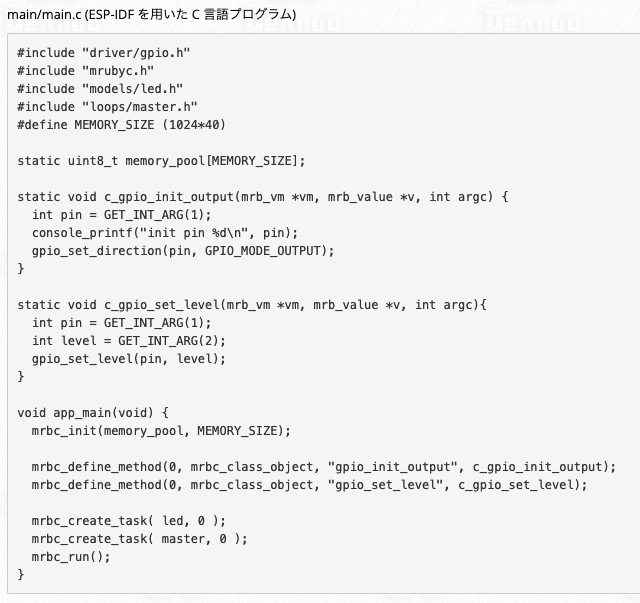 main/main.c (ESP-IDF を用いた C 言語プログラム)
#include "driver/gpio.h"
#include "mrubyc.h"
#include "models/led.h"
#include "loops/master.h"
#define MEMORY_SIZE (1024*40)
static uint8_t memory_pool[MEMORY_SIZE];
static void c_gpio_init_output(mrb_vm *vm, mrb_value *v, int argc) {
  int pin = GET_INT_ARG(1);
  console_printf("init pin %d\n", pin);
  gpio_set_direction(pin, GPIO_MODE_OUTPUT);
}
static void c_gpio_set_level(mrb_vm *vm, mrb_value *v, int argc){
  int pin = GET_INT_ARG(1);
  int level = GET_INT_ARG(2);
  gpio_set_level(pin, level);
}
void app_main(void) {
  mrbc_init(memory_pool, MEMORY_SIZE);
  mrbc_define_method(0, mrbc_class_object, "gpio_init_output", c_gpio_init_output);
  mrbc_define_method(0, mrbc_class_object, "gpio_set_level", c_gpio_set_level);
  mrbc_create_task( led, 0 );
  mrbc_create_task( master, 0 );
  mrbc_run();
}